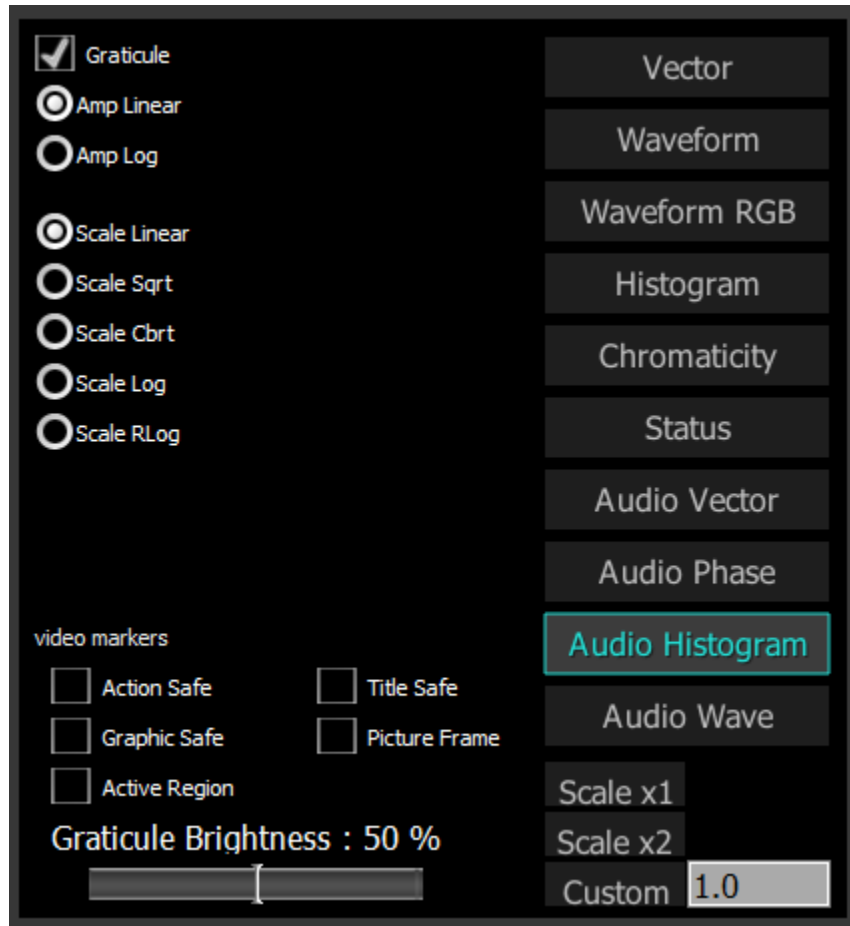 Graticule
Amp Linear
Amp Log
Scale Linear
Scale Sqrt
Scale Cbrt
Scale Log
Scale RLog
video markers
Action Safe
Title Safe
Graphic Safe
Picture Frame
Active Region
Graticule Brightness : 50 %
Vector
Waveform
Waveform RGB
Histogram
Chromaticity
Status
Audio Vector
Audio Phase
Audio Histogram
Audio Wave
Scale x1
Scale x2
Custom 1.0